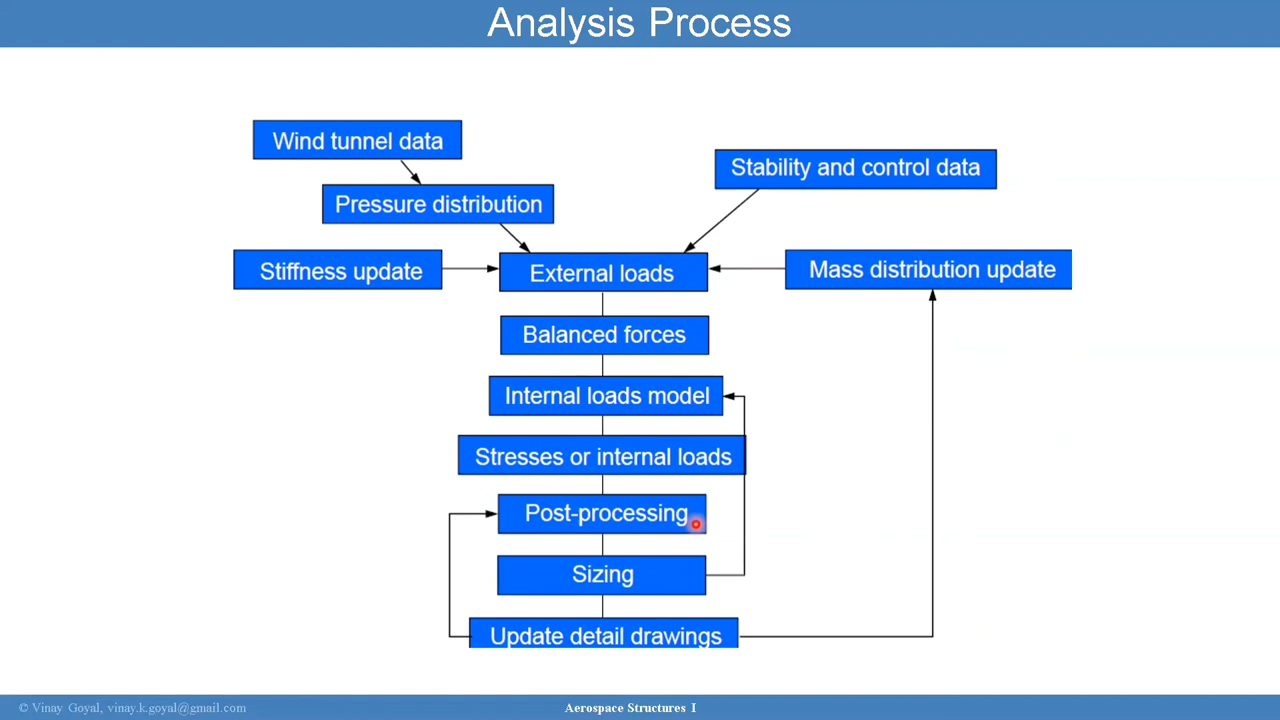 Analysis Process
Wind tunnel data
Stability and control data
Pressure distribution
Stiffness update
External loads
Mass distribution update
Balanced forces
Internal loads model
Stresses or internal loads
Post-processing
Sizing
Update detail drawings
© Vinay Goyal, vinay.k.goyal@gmail.com
Aerospace Structures I